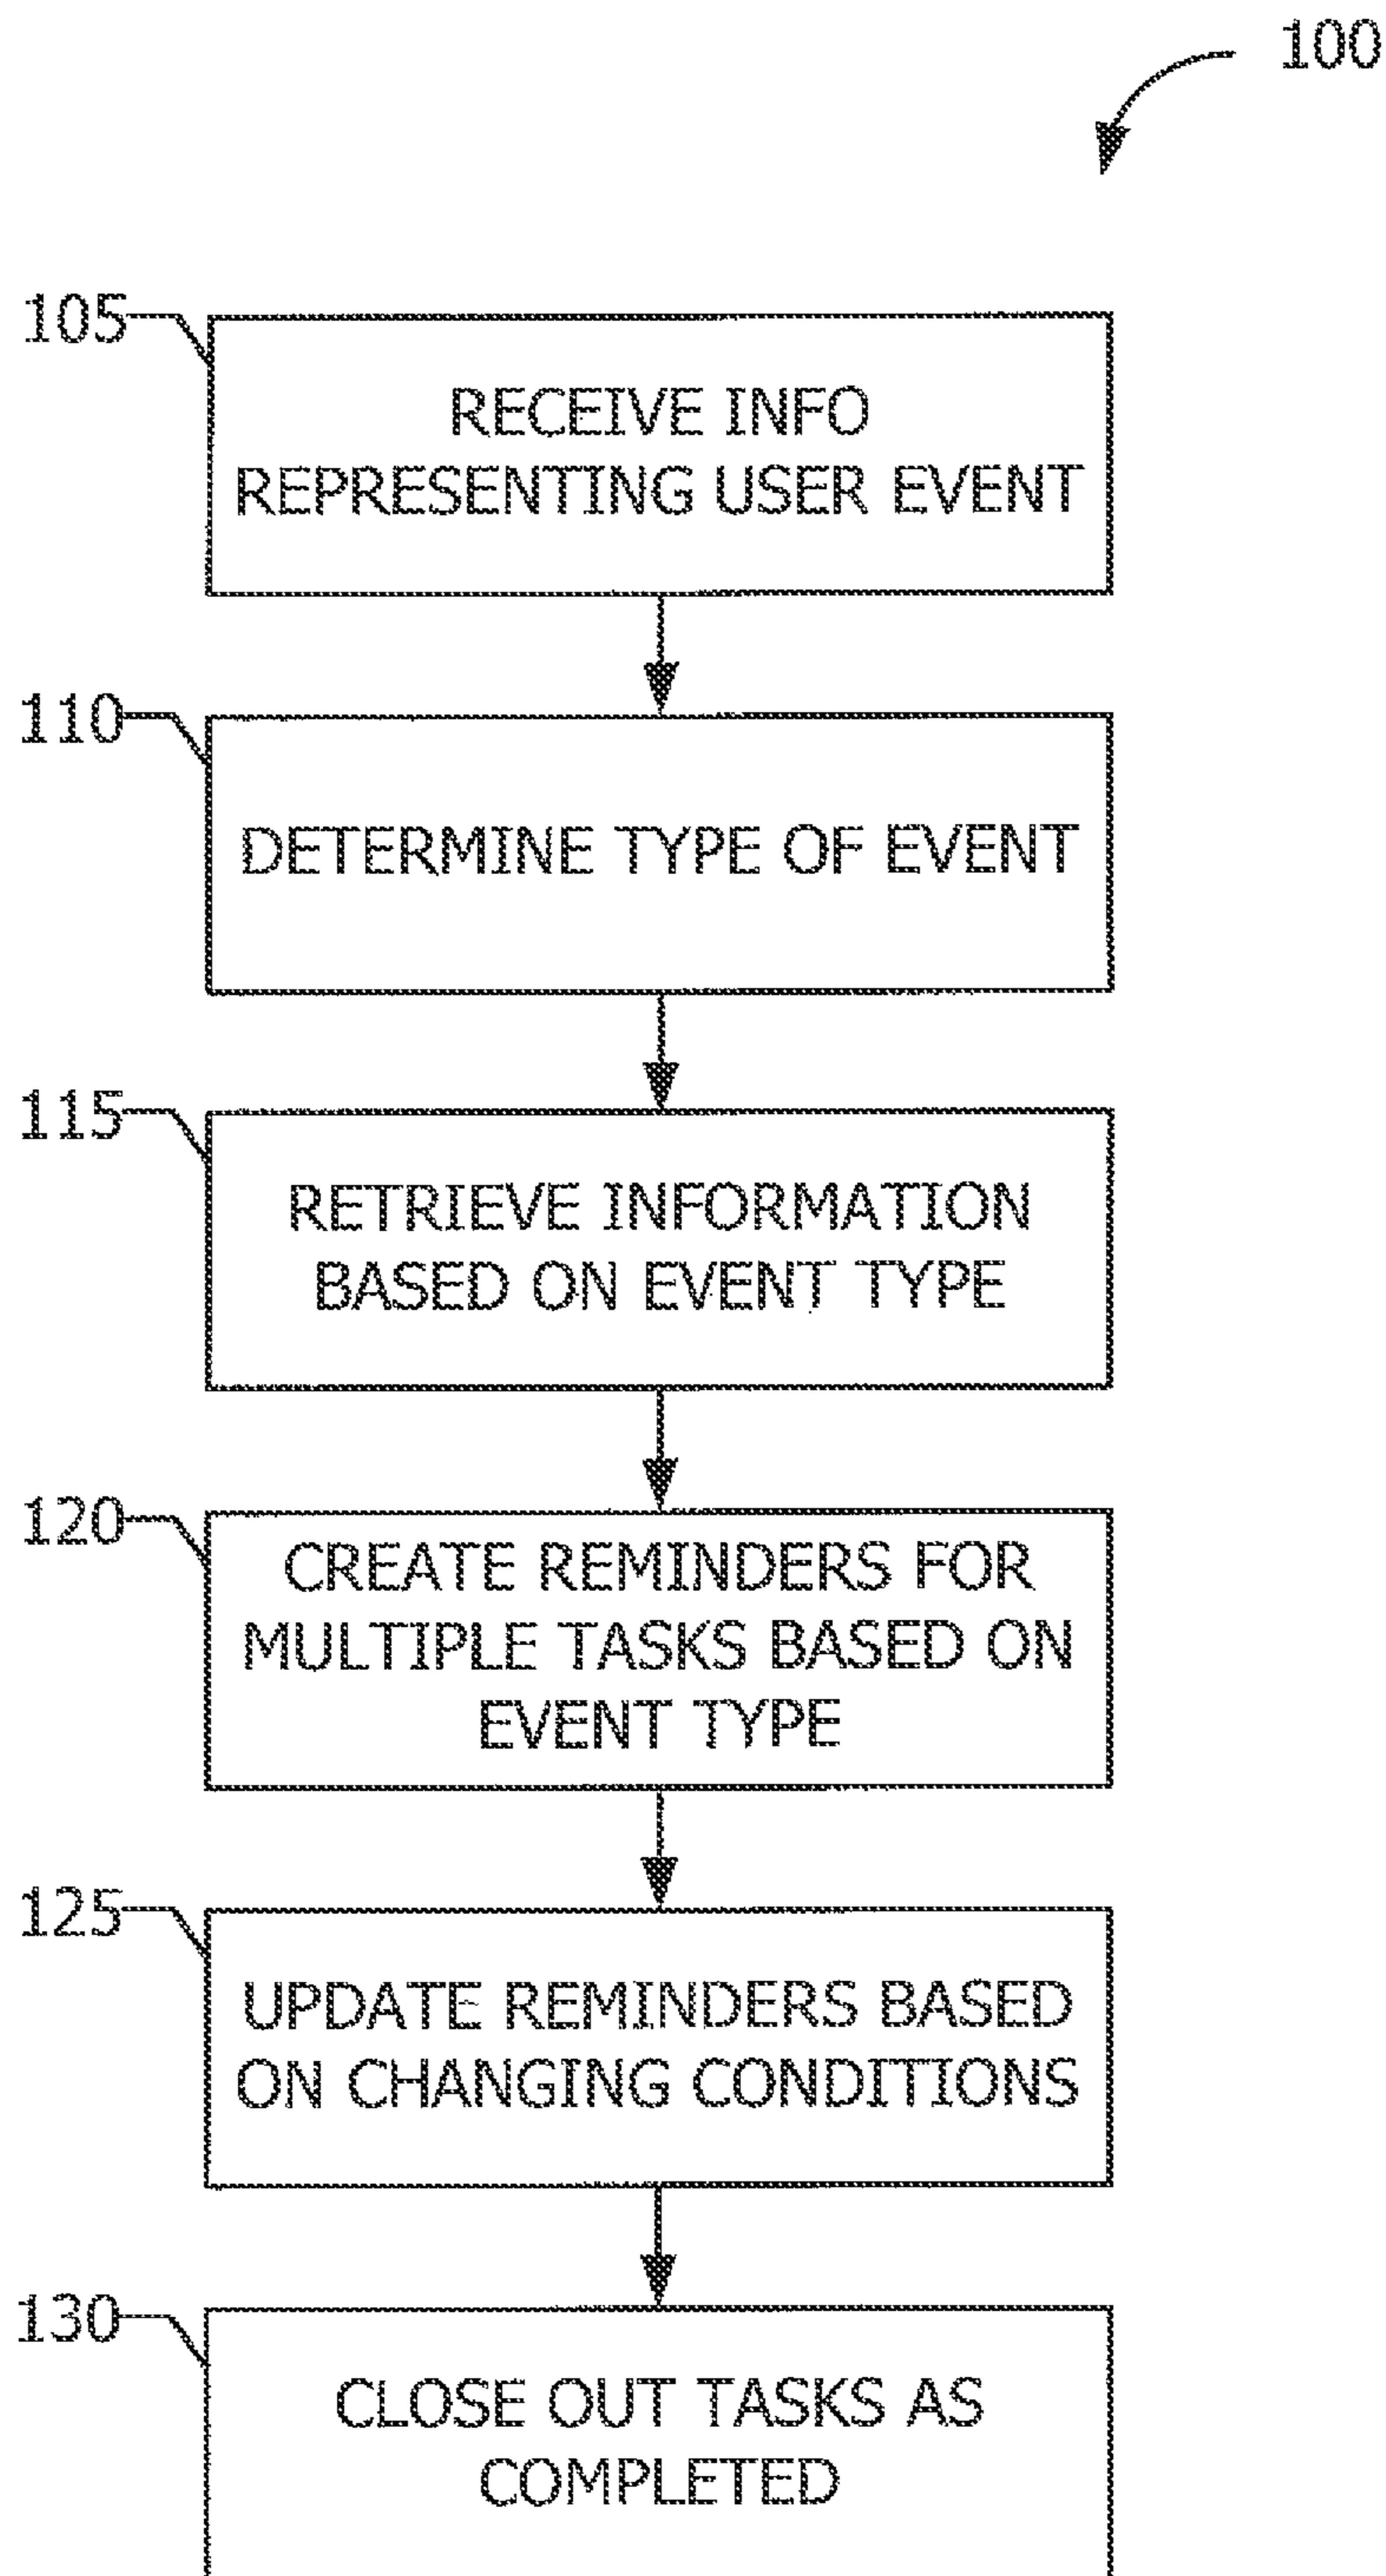 100
105
RECEIVE INFO
REPRESENTING USER EVENT
110
DETERMINE TYPE OF EVENT
115
RETRIEVE INFORMATION
BASED ON EVENT TYPE
120
CREATE REMINDERS FOR
MULTIPLE TASKS BASED ON
EVENT TYPE
125
UPDATE REMINDERS BASED
ON CHANGING CONDITIONS
130
CLOSE OUT TASKS AS
COMPLETED